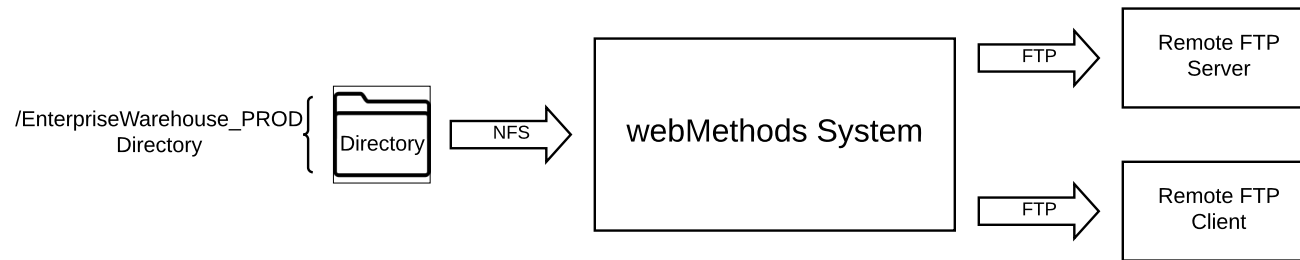 /EnterpriseWarehouse_PROD
Directory
Directory
NFS
webMethods System
FTP
Remote FTP
Server
FTP
Remote FTP
Client